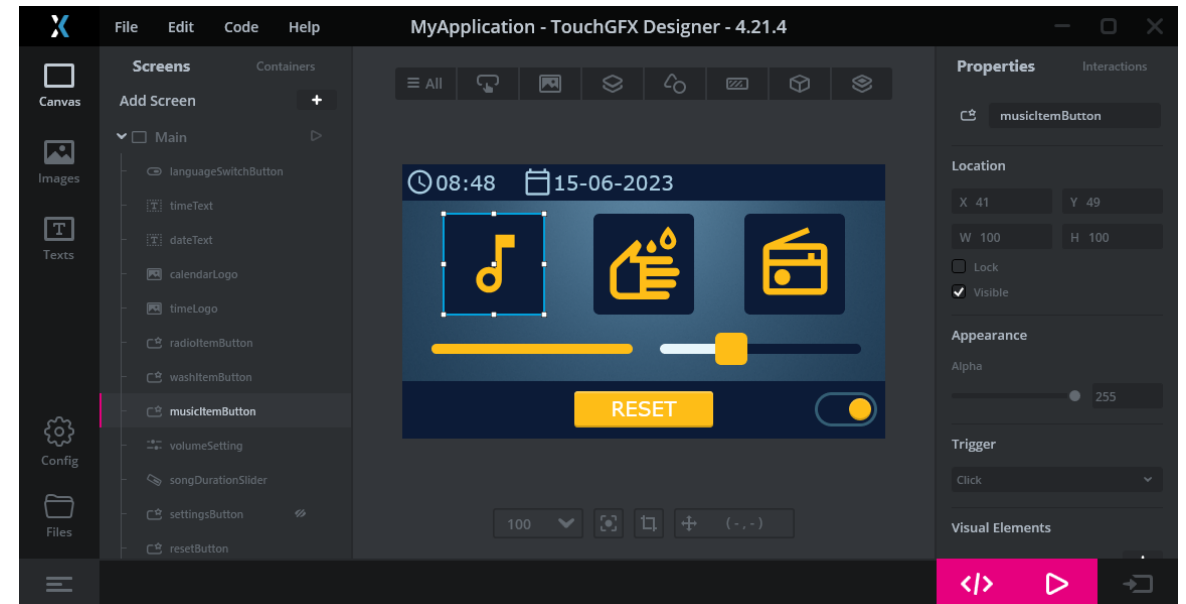 File Edit Code Help MyApplication - TouchGFX Designer - 4.21.4
Canvas
Images
Texts
Config
Files
Screens Containers
Add Screen
Main
languageSwitchButton
timeText
dateText
calendarLogo
timeLogo
radioItemButton
washItemButton
musicItemButton
volumeSetting
songDurationSlider
settingsButton
resetButton
All
08:48 15-06-2023
RESET
100 (-,-)
Properties Interactions
musicItemButton
Location
X 41 Y 49
W 100 H 100
Lock
Visible
Appearance
Alpha
255
Trigger
Click
Visual Elements